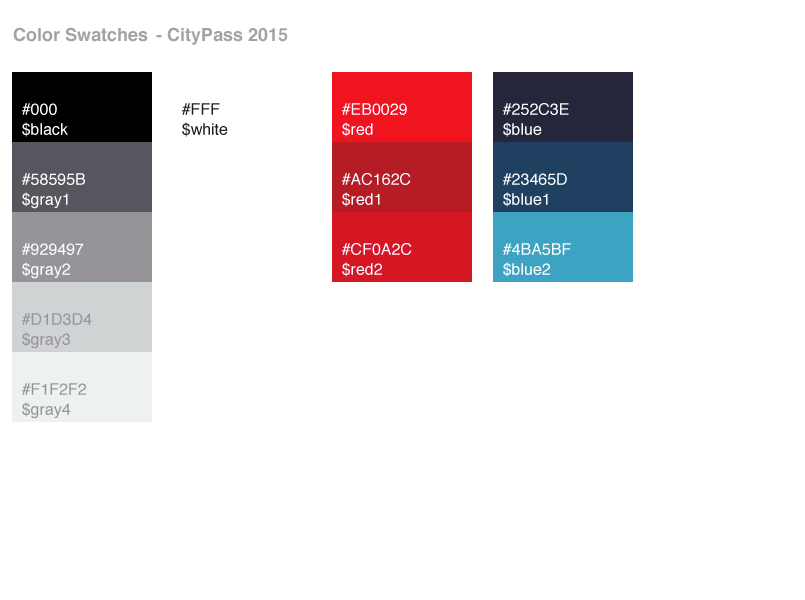 Color Swatches - CityPass 2015
#000
$black
#58595B
$gray1
#929497
$gray2
#D1D3D4
$gray3
#F1F2F2
$gray4
#FFF
$white
#EB0029
$red
#AC162C
$red1
#CF0A2C
$red2
#252C3E
$blue
#23465D
$blue1
#4BA5BF
$blue2